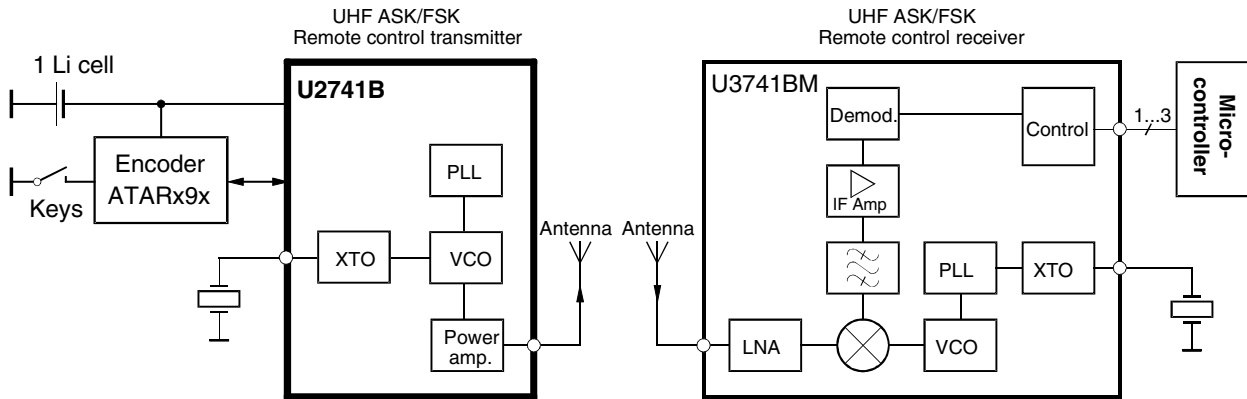 UHF ASK/FSK
Remote control transmitter
1 Li cell
U2741B
Encoder
ATARx9x
Keys
PLL
XTO
VCO
Power
amp.
Antenna
UHF ASK/FSK
Remote control receiver
Antenna
U3741BM
Demod.
Control
1...3
Micro-
controller
IF Amp
PLL
XTO
LNA
VCO